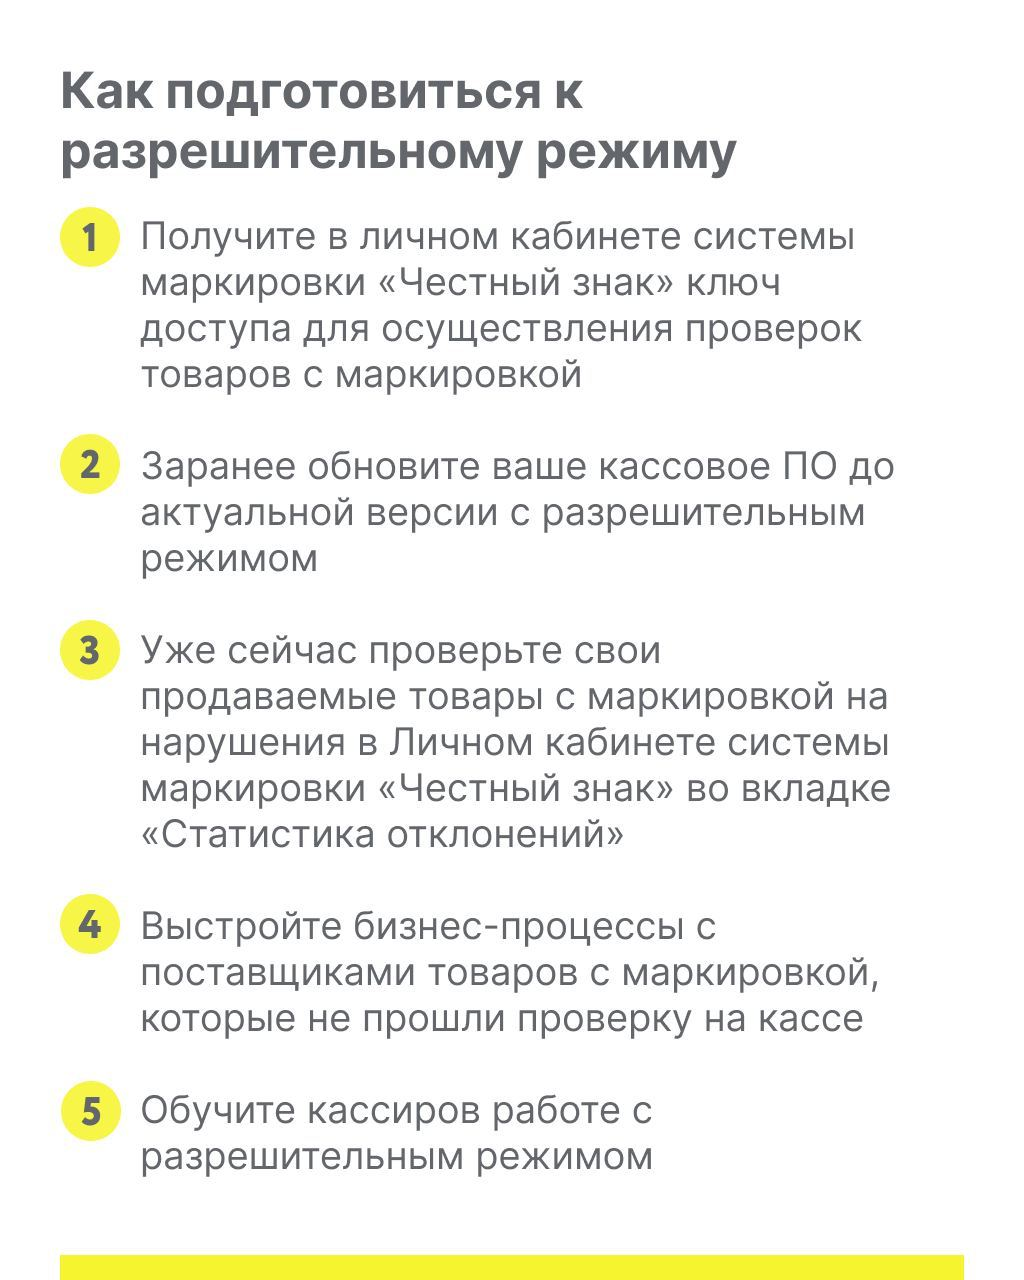 Как подготовиться к
разрешительному режиму
1 Получите в личном кабинете системы
маркировки «Честный знак» ключ
доступа для осуществления проверок
товаров с маркировкой
2 Заранее обновите ваше кассовое ПО до
актуальной версии с разрешительным
режимом
3 Уже сейчас проверьте свои
продаваемые товары с маркировкой на
нарушения в Личном кабинете системы
маркировки «Честный знак» во вкладке
«Статистика отклонений»
4 Выстройте бизнес-процессы с
поставщиками товаров с маркировкой,
которые не прошли проверку на кассе
5 Обучите кассиров работе с
разрешительным режимом